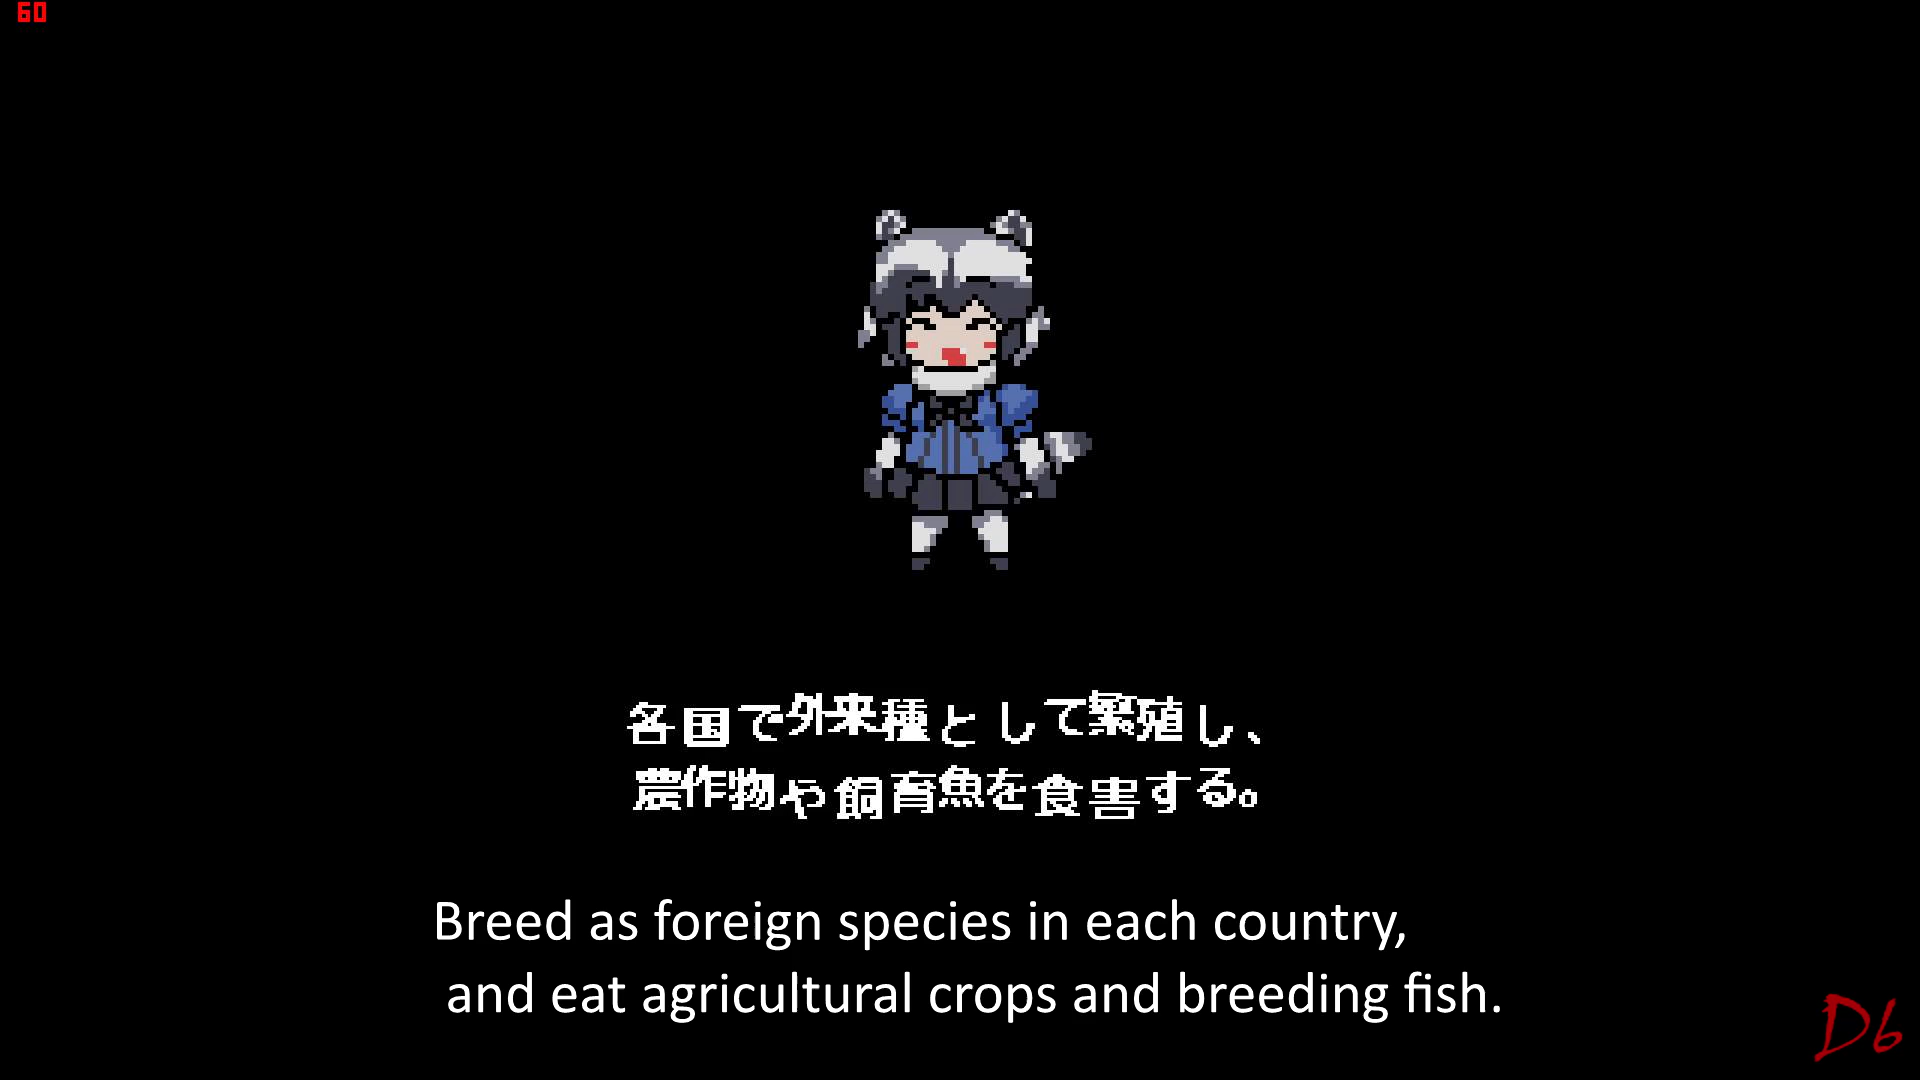 60
各国で外来種として繁殖し、
農作物や飼育魚を食害する。
Breed as foreign species in each country,
and eat agricultural crops and breeding fish.
D6